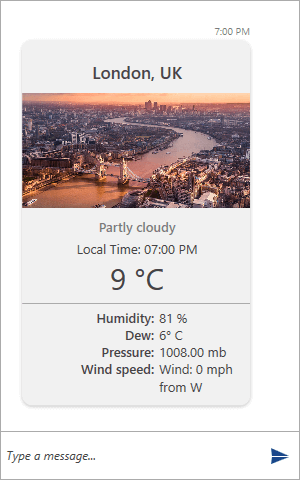 7:00 PM
London, UK
Partly cloudy
Local Time: 07:00 PM
9 °C
Humidity: 81 %
Dew: 6° C
Pressure: 1008.00 mb
Wind speed: Wind: 0 mph
from W
Type a message...